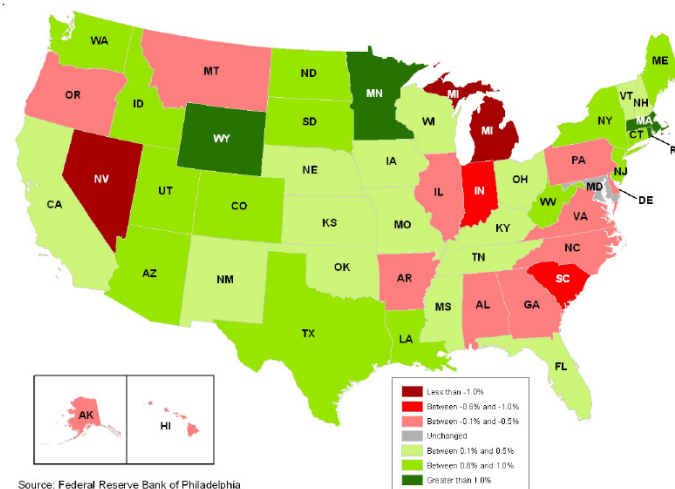 WA
MT
ND
MN
ME
OR
ID
SD
WI
MI
VT
NH
WY
MI
NY
MA
CT
R
NV
NE
IA
PA
NJ
CA
UT
CO
IL
IN
OH
MD
DE
WV
VA
KS
MO
KY
NC
AZ
NM
OK
TN
AR
SC
MS
AL
GA
TX
LA
FL
AK
HI
Less than -1.0%
Between -0.6% and -1.0%
Between -0.1% and -0.5%
Unchanged
Between 0.1% and 0.5%
Between 0.6% and 1.0%
Greater than 1.0%
Source: Federal Reserve Bank of Philadelphia